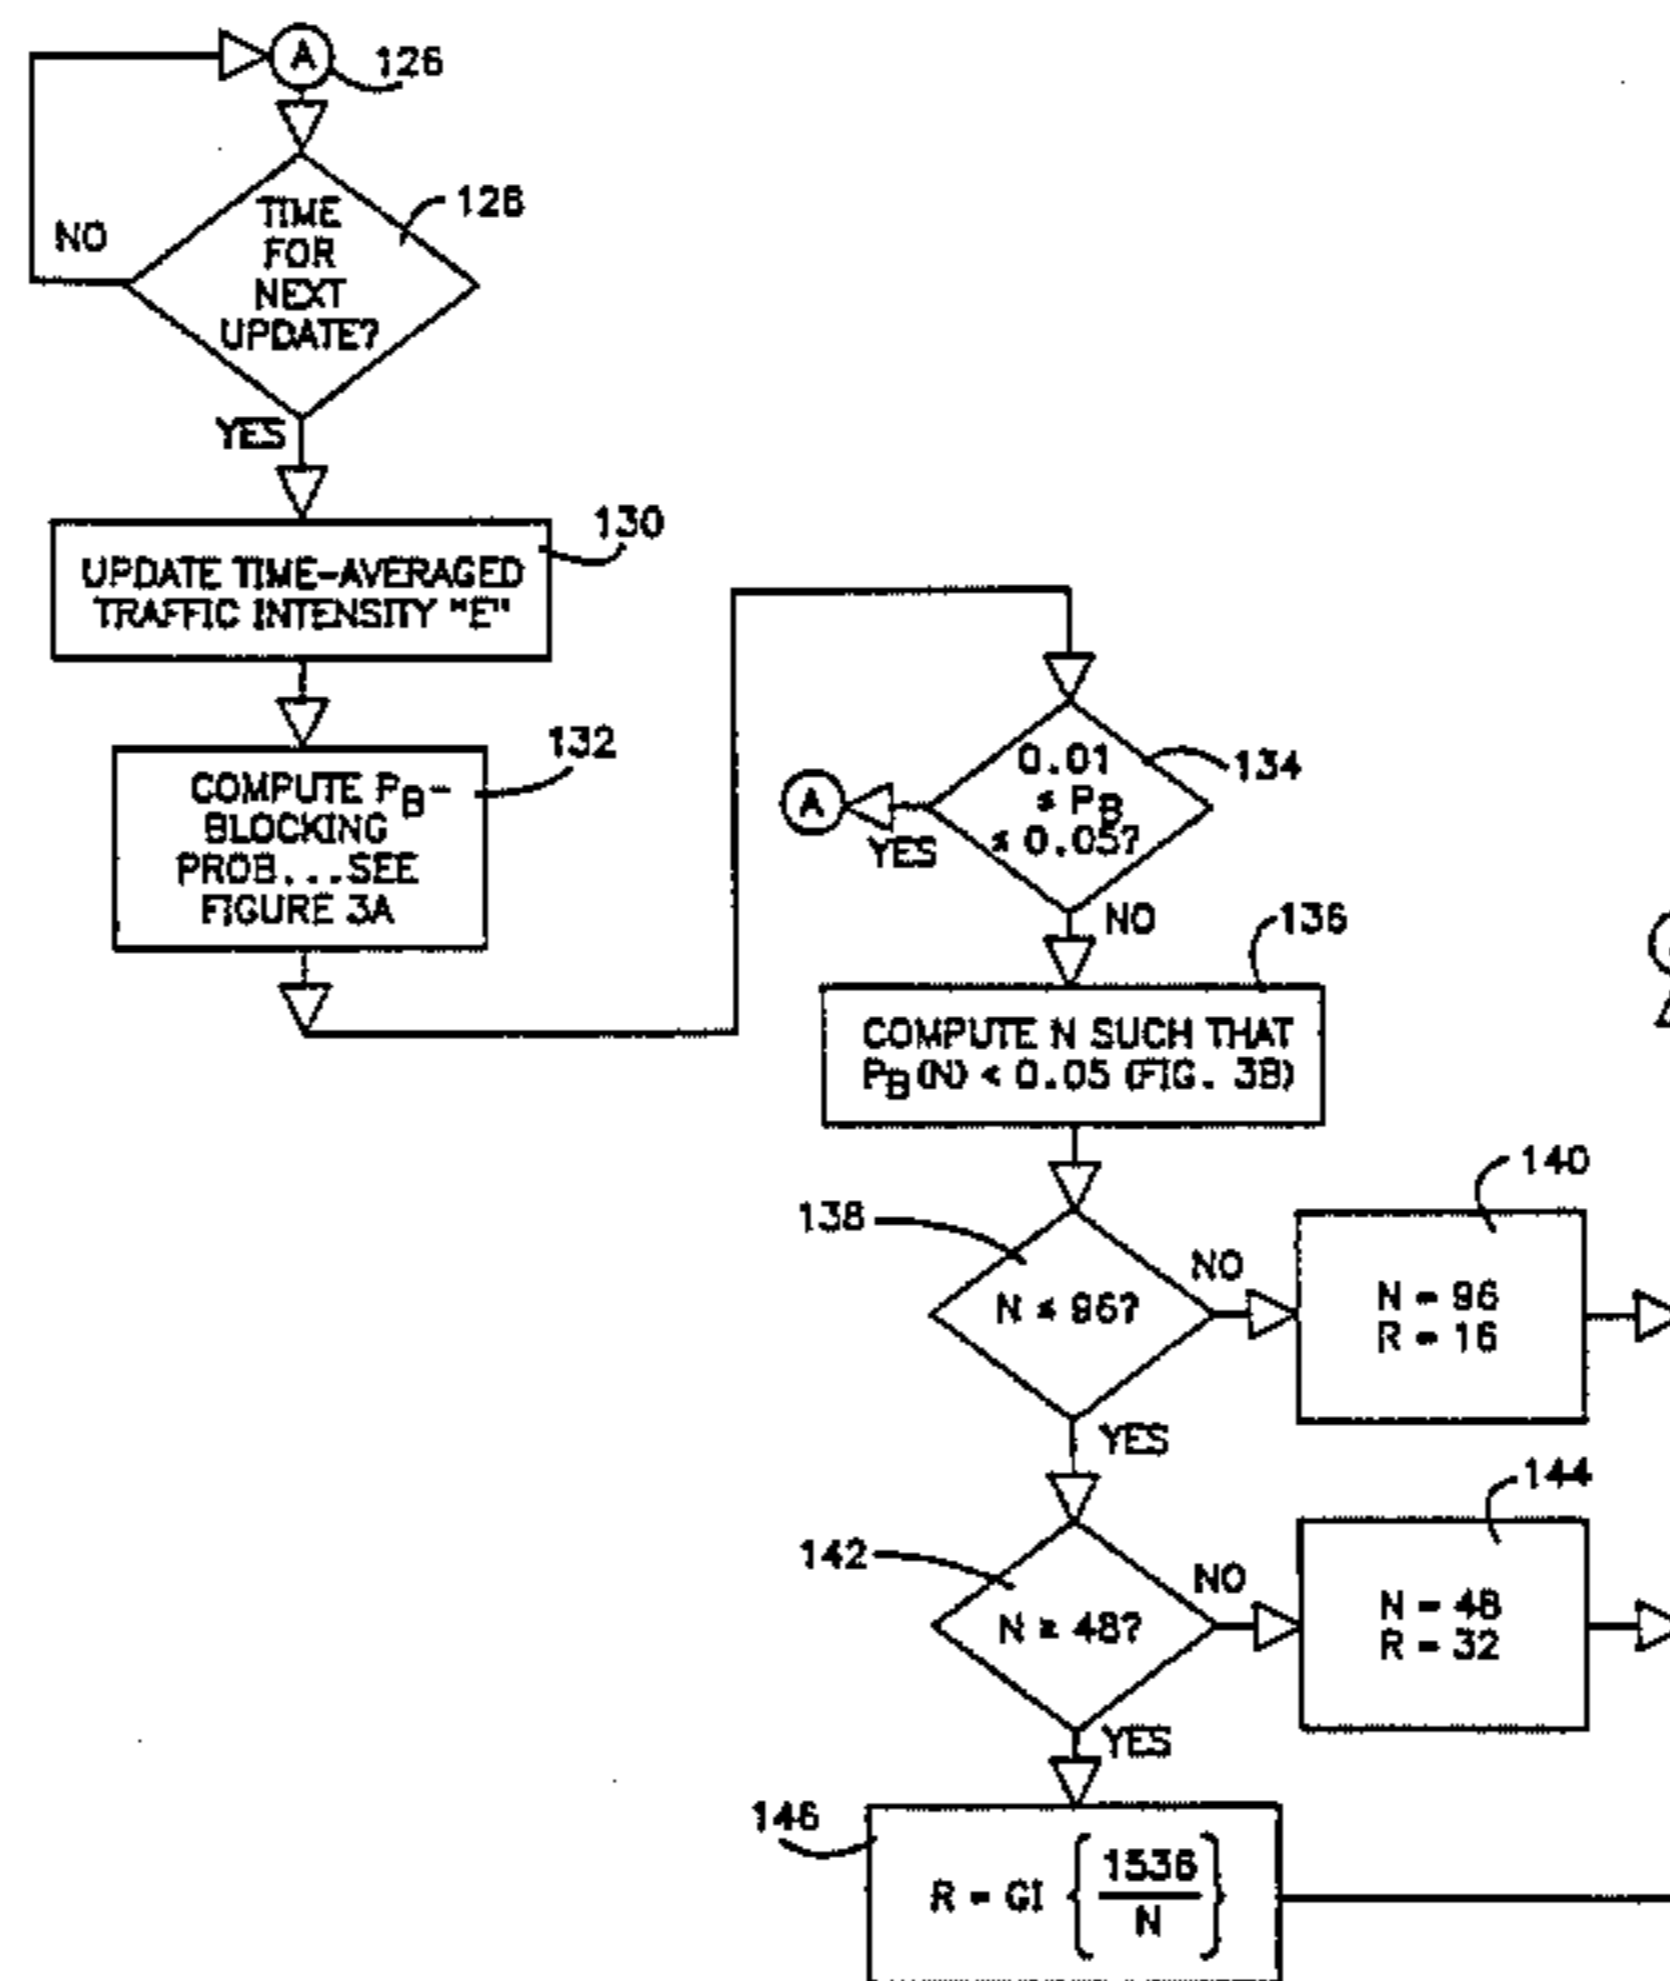 A
126
TIME
FOR
NEXT
UPDATE?
128
NO
YES
UPDATE TIME-AVERAGED
TRAFFIC INTENSITY "E"
130
COMPUTE PB-
BLOCKING
PROB...SEE
FIGURE 3A
132
0.01
≤ PB
≤ 0.05?
134
A
YES
NO
136
COMPUTE N SUCH THAT
PB(N) < 0.05 (FIG. 3B)
138
N ≤ 96?
NO
140
N = 96
R = 16
YES
142
N ≥ 48?
NO
144
N = 48
R = 32
YES
146
R = GI { 1536
N }